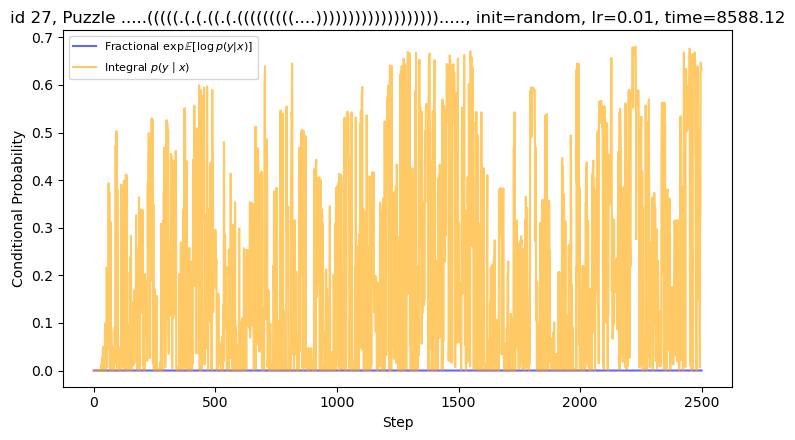 id 27, Puzzle .....(((((.(.(.((.(.(((((((((....)))))))))))))))))))....., init=random, lr=0.01, time=8588.12
Fractional exp 𝔼[log p(y|x)]
Integral p(y | x)
Conditional Probability
0.7
0.6
0.5
0.4
0.3
0.2
0.1
0.0
0 500 1000 1500 2000 2500
Step